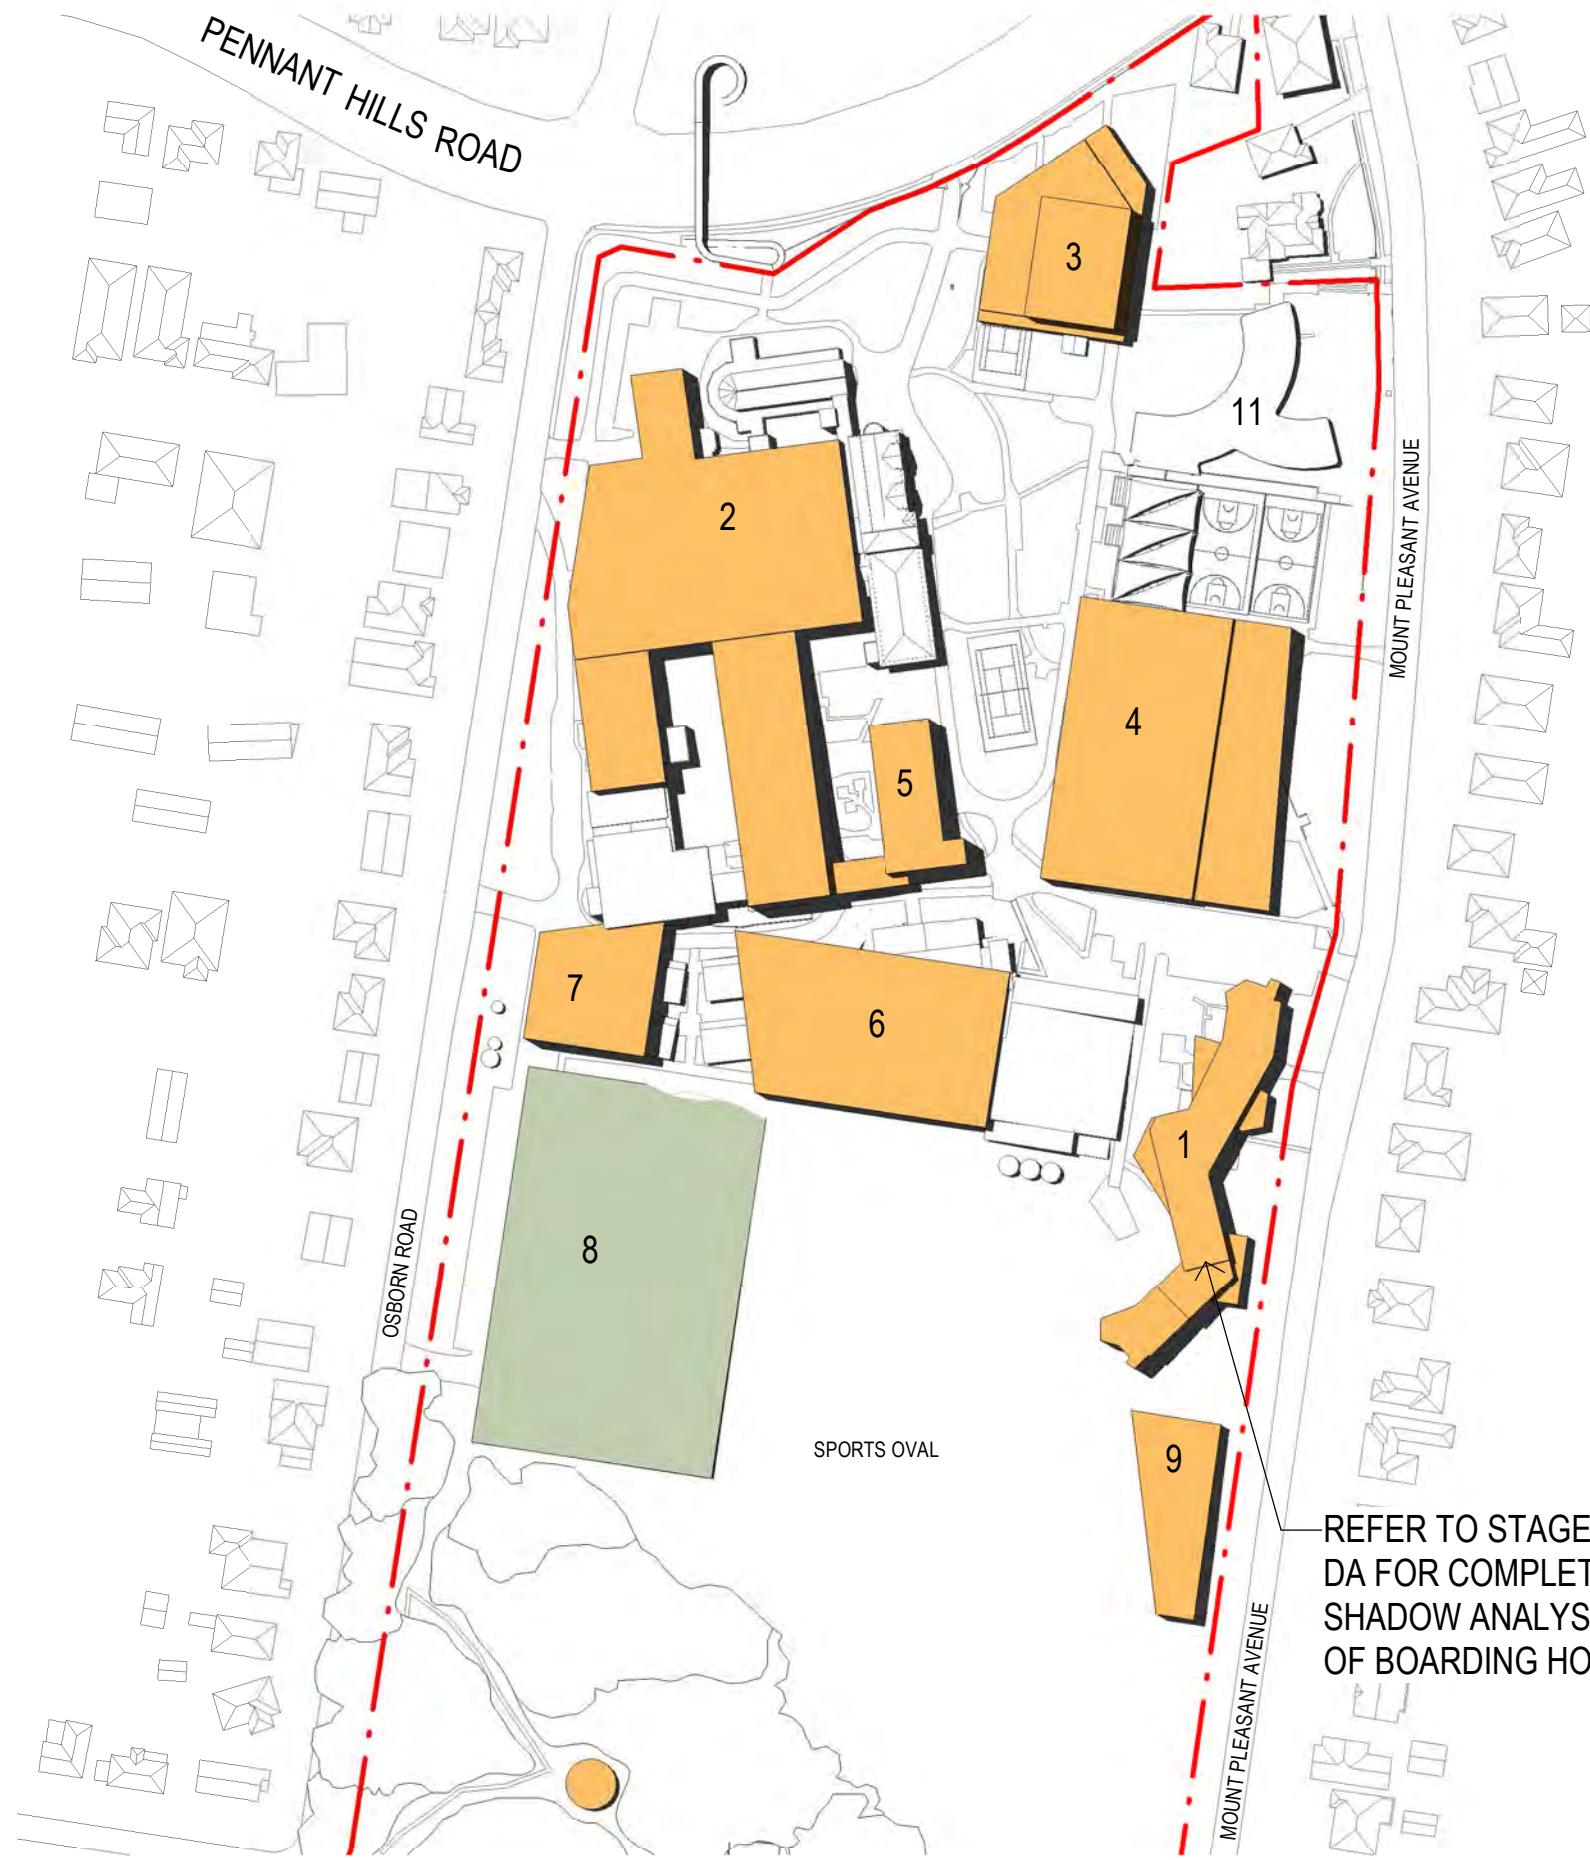 PENNANT HILLS ROAD
3
11
2
MOUNT PLEASANT AVENUE
4
5
7
6
1
8
OSBORN ROAD
SPORTS OVAL
9
REFER TO STAGE
DA FOR COMPLET
SHADOW ANALYS
OF BOARDING HO
MOUNT PLEASANT AVENUE